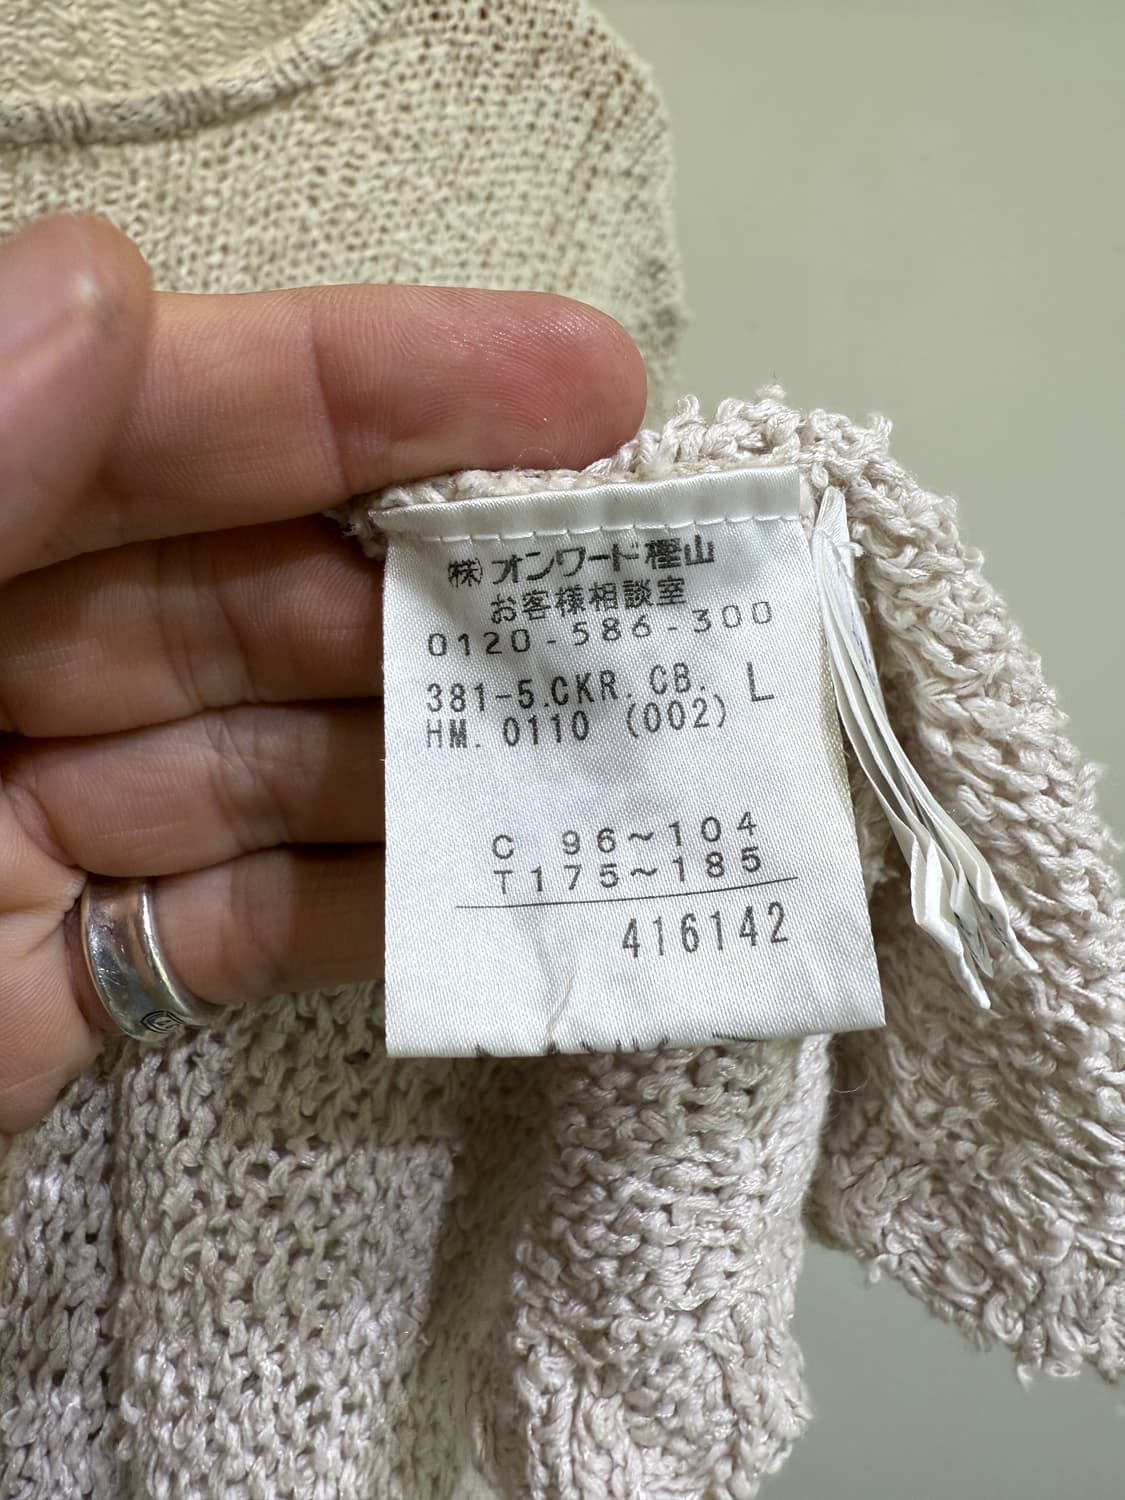 ㈱オンワード樫山
お客様相談室
0120-586-300
381-5.CKR.CB. L
HM. 0110 (002)
C 96~104
T175~185
416142